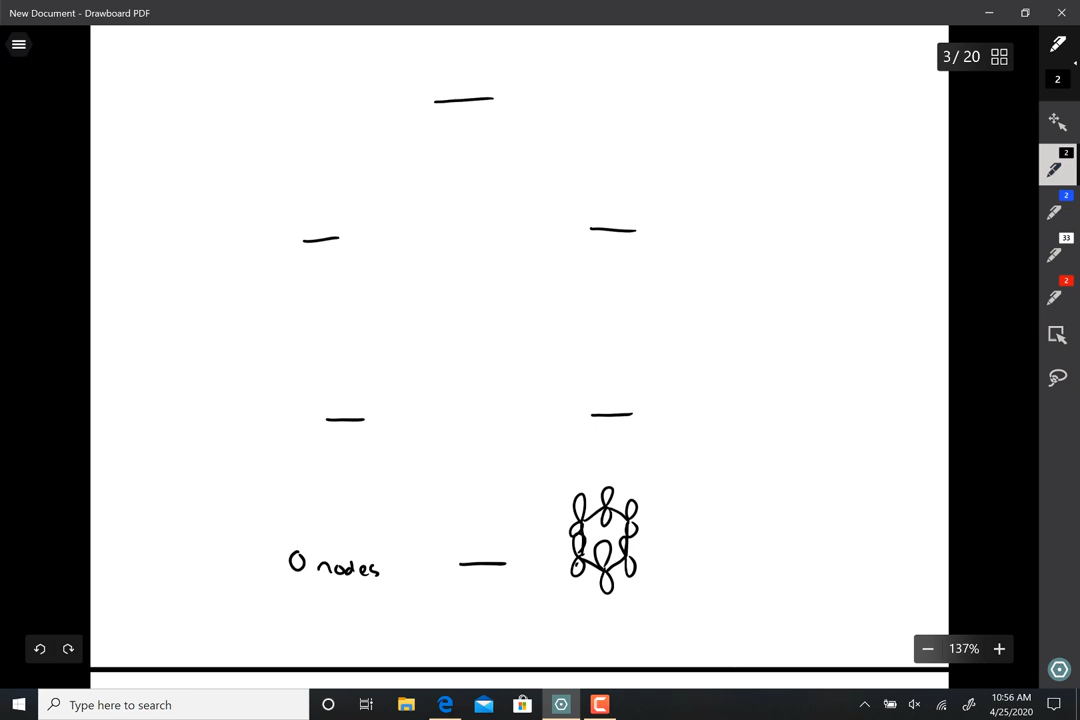 New Document - Drawboard PDF
3 / 20
2
2
2
33
2
0 nodes
137%
Type here to search
10:56 AM
4/25/2020